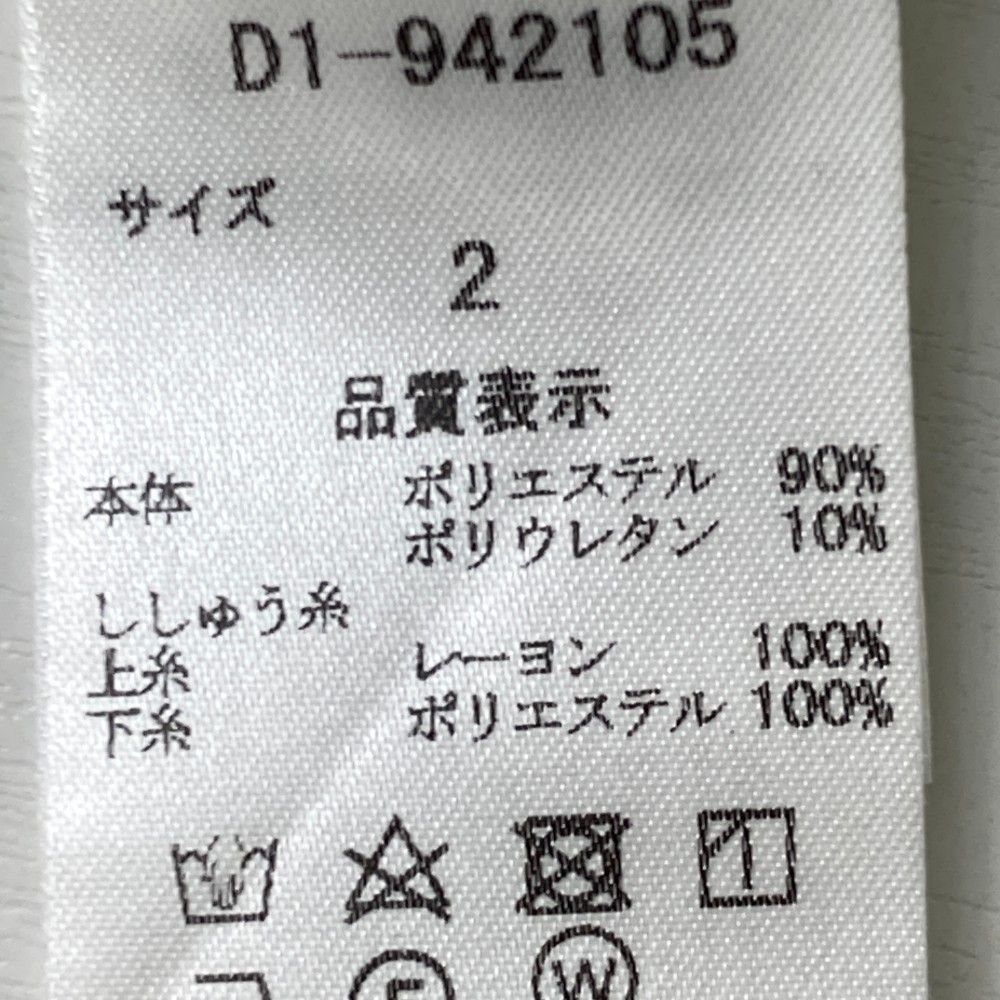 D1-942105
サイズ
2
品質表示
本体 ポリエステル 90%
ポリウレタン 10%
ししゅう糸
上糸 レーヨン 100%
下糸 ポリエステル 100%
W